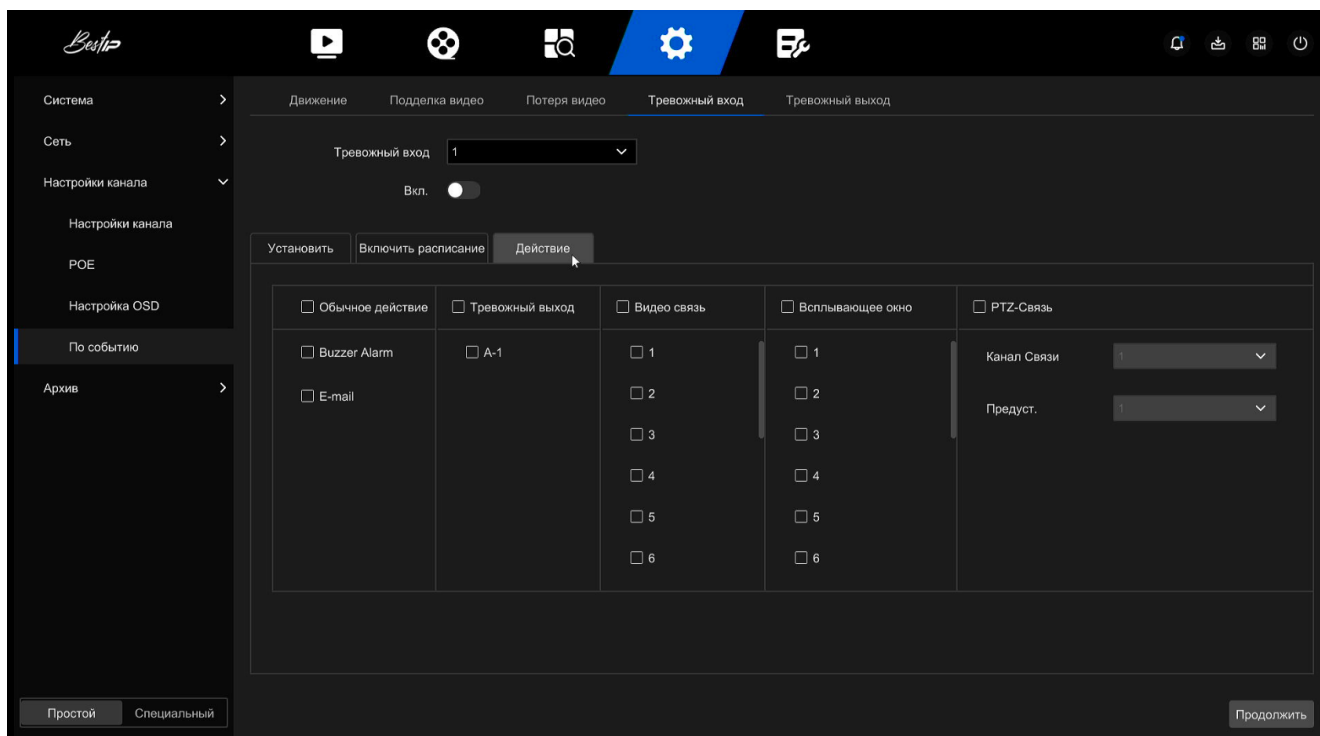 Bestip
Система
Сеть
Настройки канала
Настройки канала
POE
Настройка OSD
По событию
Архив
Простой Специальный
Движение Подделка видео Потеря видео Тревожный вход Тревожный выход
Тревожный вход 1
Вкл.
Установить Включить расписание Действие
Обычное действие Тревожный выход Видео связь Всплывающее окно PTZ-Связь
Buzzer Alarm A-1 1 1 Канал Связи 1
E-mail 2 2 Предуст. 1
3 3
4 4
5 5
6 6
Продолжить